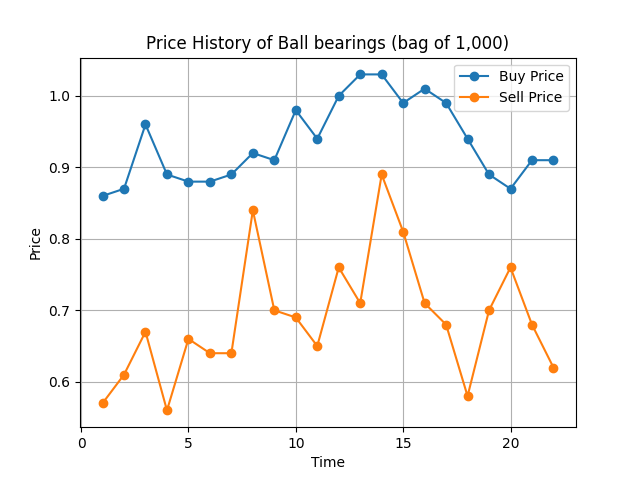 Price History of Ball bearings (bag of 1,000)
Buy Price
Sell Price
1.0
0.9
0.8
0.7
0.6
Price
0 5 10 15 20
Time